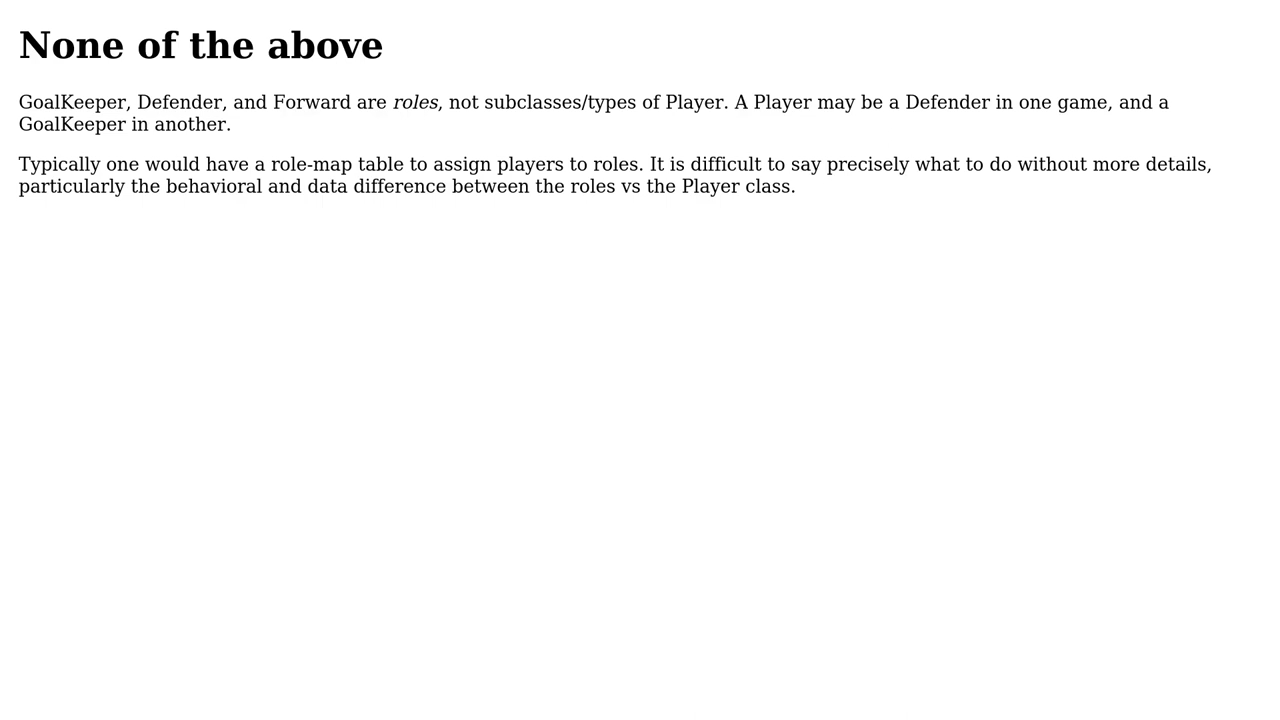 None of the above
GoalKeeper, Defender, and Forward are roles, not subclasses/types of Player. A Player may be a Defender in one game, and a
GoalKeeper in another.
Typically one would have a role-map table to assign players to roles. It is difficult to say precisely what to do without more details,
particularly the behavioral and data difference between the roles vs the Player class.